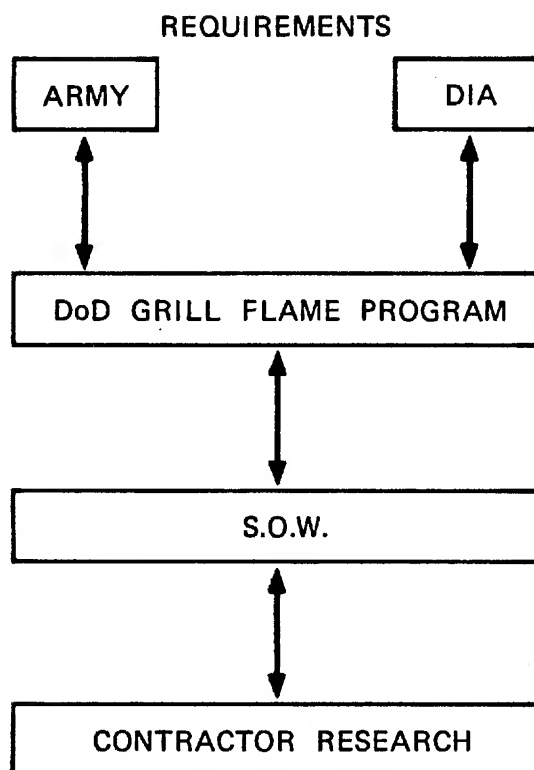 REQUIREMENTS
ARMY
DIA
DoD GRILL FLAME PROGRAM
S.O.W.
CONTRACTOR RESEARCH